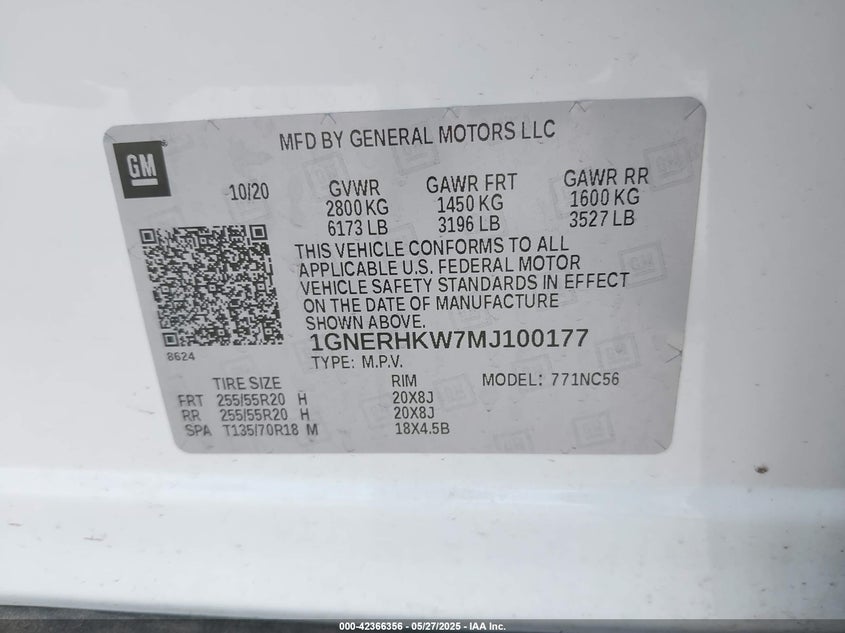 MFD BY GENERAL MOTORS LLC
GM
10/20 GVWR GAWR FRT GAWR RR
2800 KG 1450 KG 1600 KG
6173 LB 3196 LB 3527 LB
THIS VEHICLE CONFORMS TO ALL
APPLICABLE U.S. FEDERAL MOTOR
VEHICLE SAFETY STANDARDS IN EFFECT
ON THE DATE OF MANUFACTURE
SHOWN ABOVE.
8624
1GNERHKW7MJ100177
TYPE: M.P.V.
TIRE SIZE RIM MODEL: 771NC56
FRT 255/55R20 H 20X8J
RR 255/55R20 H 20X8J
SPA T135/70R18 M 18X4.5B
000-42366356 - 05/27/2025 - IAA Inc.